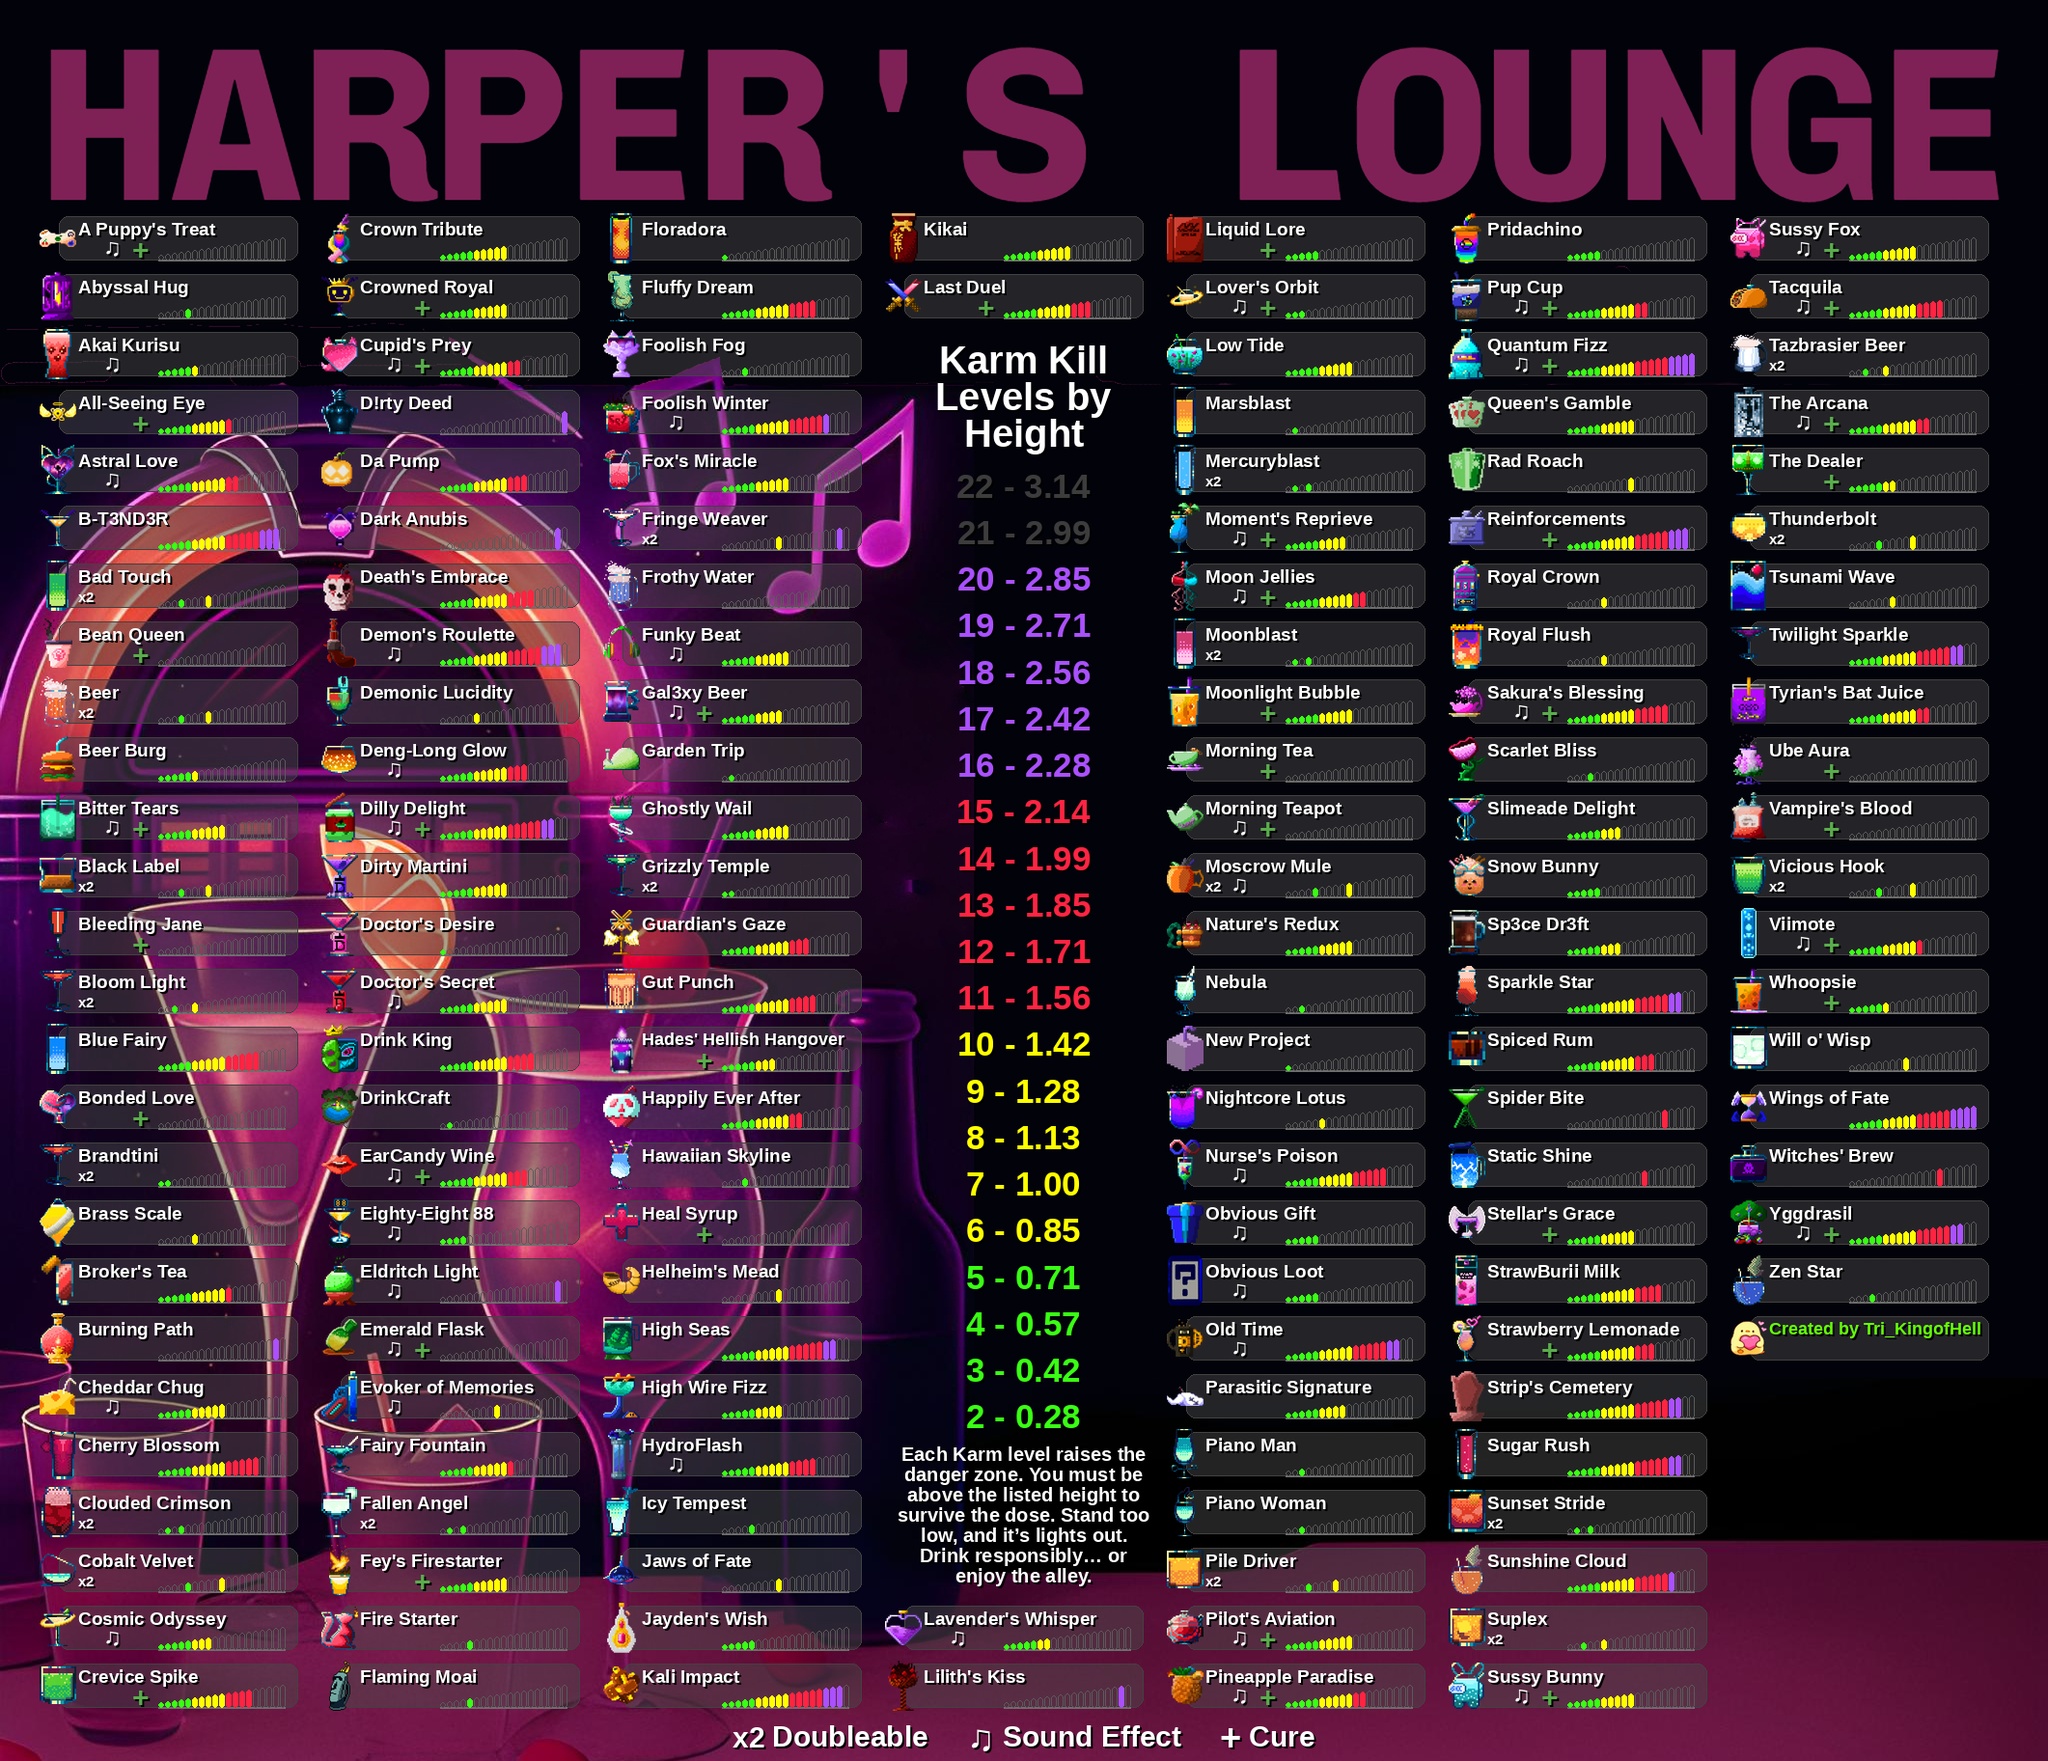 HARPER'S LOUNGE
A Puppy's Treat
♫ +
Abyssal Hug
Akai Kurisu
♫
All-Seeing Eye
+
Astral Love
♫
B-T3ND3R
Bad Touch
x2
Bean Queen
+
Beer
x2
Beer Burg
Bitter Tears
♫ +
Black Label
x2
Bleeding Jane
+
Bloom Light
x2
Blue Fairy
Bonded Love
+
Brandtini
x2
Brass Scale
Broker's Tea
Burning Path
Cheddar Chug
♫
Cherry Blossom
Clouded Crimson
x2
Cobalt Velvet
x2
Cosmic Odyssey
♫
Crevice Spike
+
Crown Tribute
Crowned Royal
+
Cupid's Prey
♫ +
D!rty Deed
Da Pump
Dark Anubis
Death's Embrace
Demon's Roulette
♫
Demonic Lucidity
Deng-Long Glow
♫
Dilly Delight
♫ +
Dirty Martini
Doctor's Desire
Doctor's Secret
♫
Drink King
DrinkCraft
EarCandy Wine
♫ +
Eighty-Eight 88
♫
Eldritch Light
♫
Emerald Flask
♫ +
Evoker of Memories
♫
Fairy Fountain
Fallen Angel
x2
Fey's Firestarter
+
Fire Starter
Flaming Moai
Floradora
Fluffy Dream
Foolish Fog
Foolish Winter
♫
Fox's Miracle
Fringe Weaver
x2
Frothy Water
Funky Beat
♫
Gal3xy Beer
♫ +
Garden Trip
Ghostly Wail
Grizzly Temple
x2
Guardian's Gaze
Gut Punch
Hades' Hellish Hangover
+
Happily Ever After
Hawaiian Skyline
Heal Syrup
+
Helheim's Mead
High Seas
High Wire Fizz
HydroFlash
♫
Icy Tempest
Jaws of Fate
Jayden's Wish
Kali Impact
Kikai
Last Duel
+
Karm Kill
Levels by
Height
22 - 3.14
21 - 2.99
20 - 2.85
19 - 2.71
18 - 2.56
17 - 2.42
16 - 2.28
15 - 2.14
14 - 1.99
13 - 1.85
12 - 1.71
11 - 1.56
10 - 1.42
9 - 1.28
8 - 1.13
7 - 1.00
6 - 0.85
5 - 0.71
4 - 0.57
3 - 0.42
2 - 0.28
Each Karm level raises the
danger zone. You must be
above the listed height to
survive the dose. Stand too
low, and it's lights out.
Drink responsibly... or
enjoy the alley.
Lavender's Whisper
♫
Lilith's Kiss
Liquid Lore
+
Lover's Orbit
♫ +
Low Tide
Marsblast
Mercuryblast
x2
Moment's Reprieve
♫ +
Moon Jellies
♫ +
Moonblast
x2
Moonlight Bubble
+
Morning Tea
+
Morning Teapot
♫ +
Moscrow Mule
x2 ♫
Nature's Redux
Nebula
New Project
Nightcore Lotus
Nurse's Poison
♫
Obvious Gift
♫
Obvious Loot
♫
Old Time
♫
Parasitic Signature
Piano Man
Piano Woman
Pile Driver
x2
Pilot's Aviation
♫ +
Pineapple Paradise
♫ +
Pridachino
Pup Cup
♫ +
Quantum Fizz
♫ +
Queen's Gamble
Rad Roach
Reinforcements
+
Royal Crown
Royal Flush
Sakura's Blessing
♫ +
Scarlet Bliss
Slimeade Delight
Snow Bunny
Sp3ce Dr3ft
Sparkle Star
Spiced Rum
Spider Bite
Static Shine
Stellar's Grace
+
StrawBurii Milk
Strawberry Lemonade
+
Strip's Cemetery
Sugar Rush
Sunset Stride
x2
Sunshine Cloud
Suplex
x2
Sussy Bunny
♫ +
Sussy Fox
♫ +
Tacquila
Tazbrasier Beer
x2
The Arcana
♫ +
The Dealer
+
Thunderbolt
x2
Tsunami Wave
Twilight Sparkle
Tyrian's Bat Juice
Ube Aura
+
Vampire's Blood
+
Vicious Hook
x2
Viimote
♫ +
Whoopsie
+
Will o' Wisp
Wings of Fate
Witches' Brew
Yggdrasil
♫ +
Zen Star
Created by Tri_KingofHell
x2 Doubleable ♫ Sound Effect + Cure